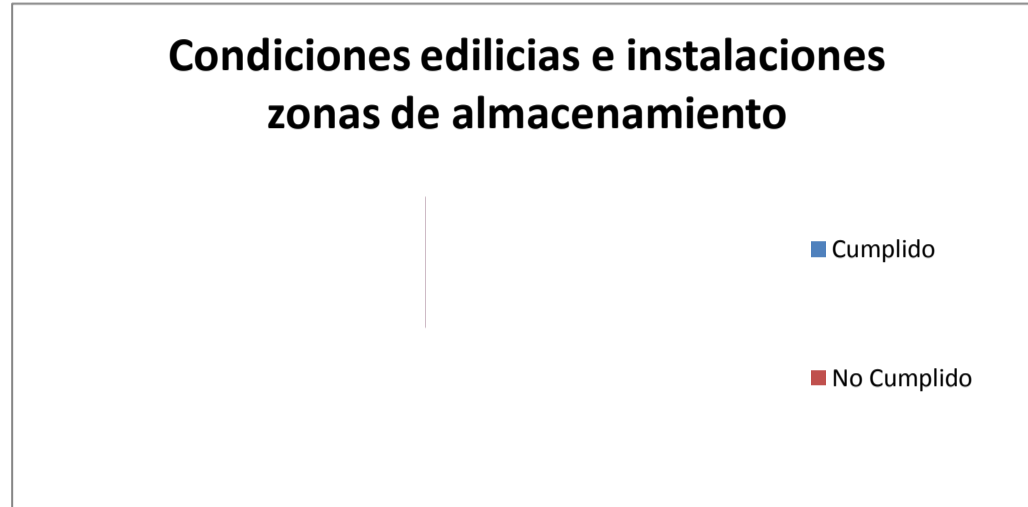 Condiciones edilicias e instalaciones
zonas de almacenamiento
Cumplido
No Cumplido